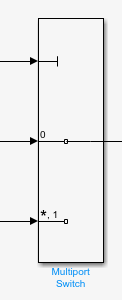 0
*, 1
Multiport
Switch